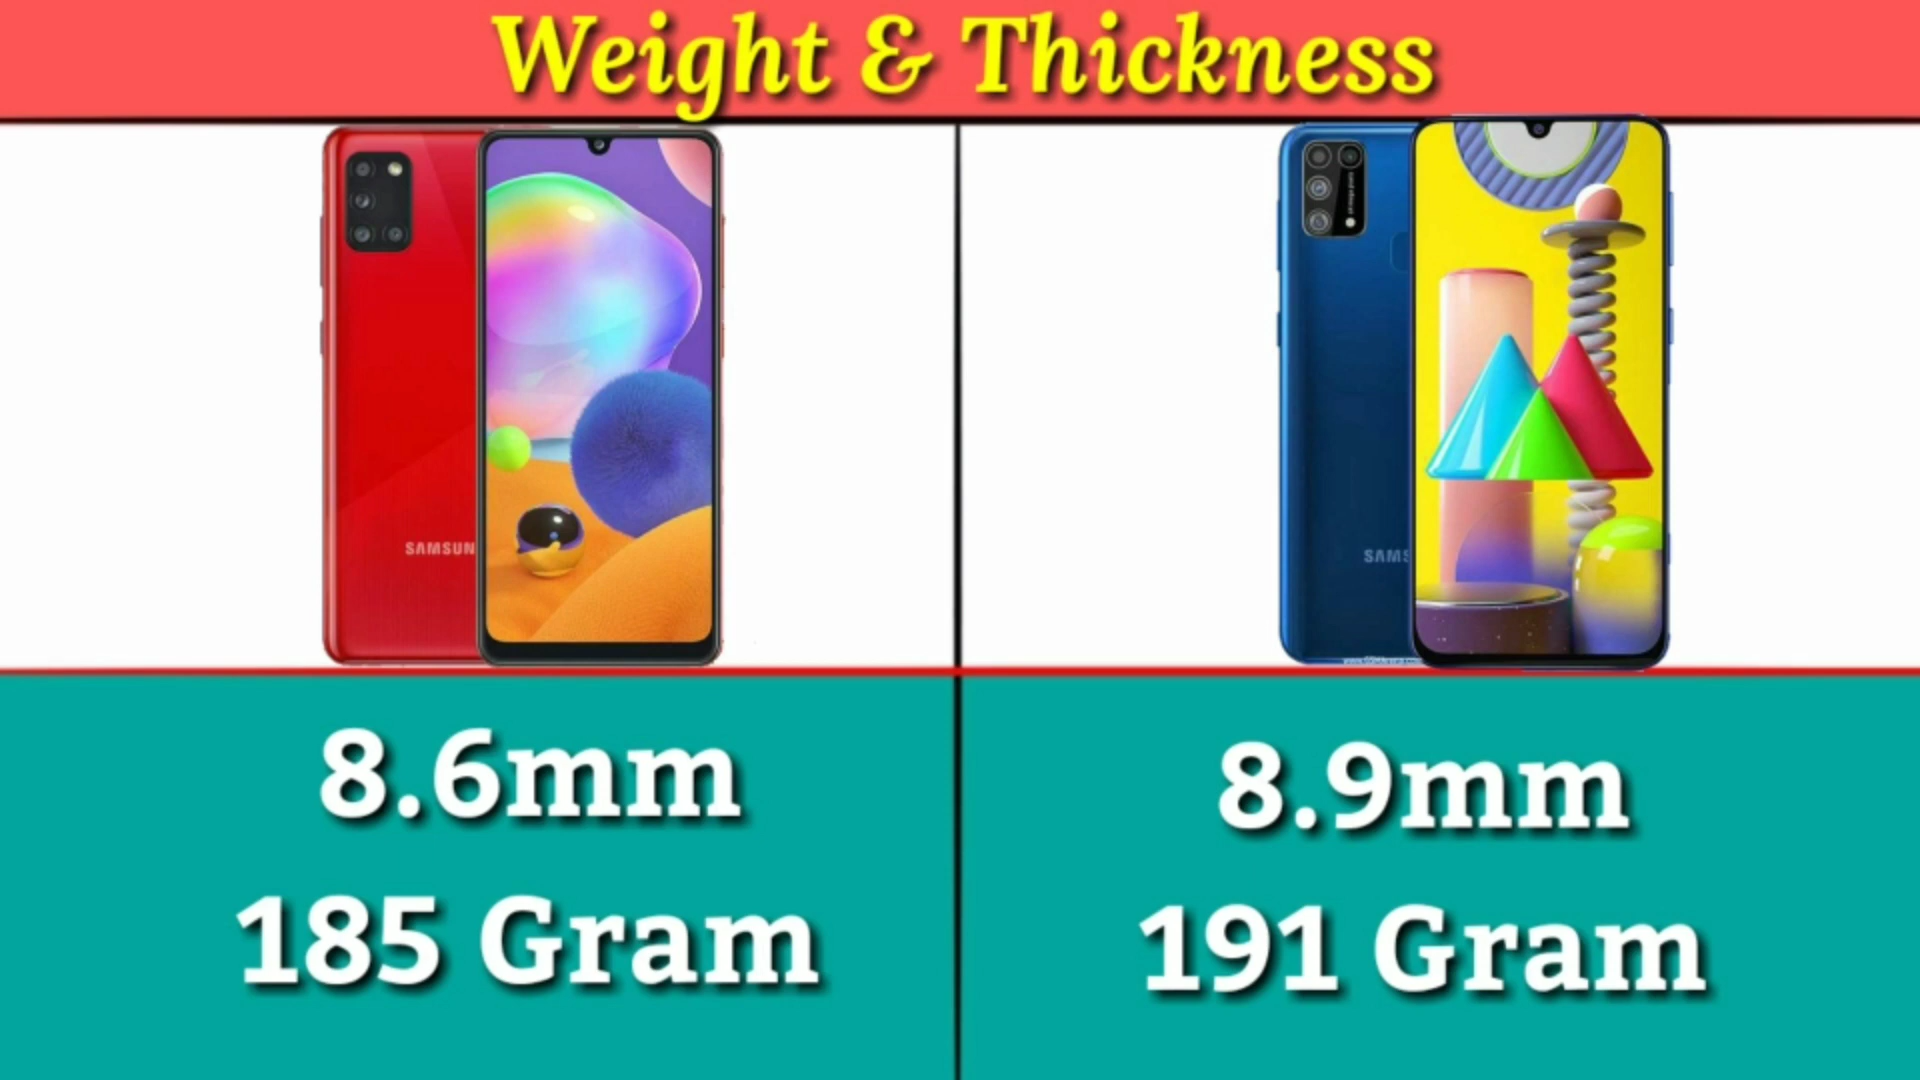 Weight & Thickness
SAMSUN
SAMS
8.6mm
8.9mm
185 Gram
191 Gram